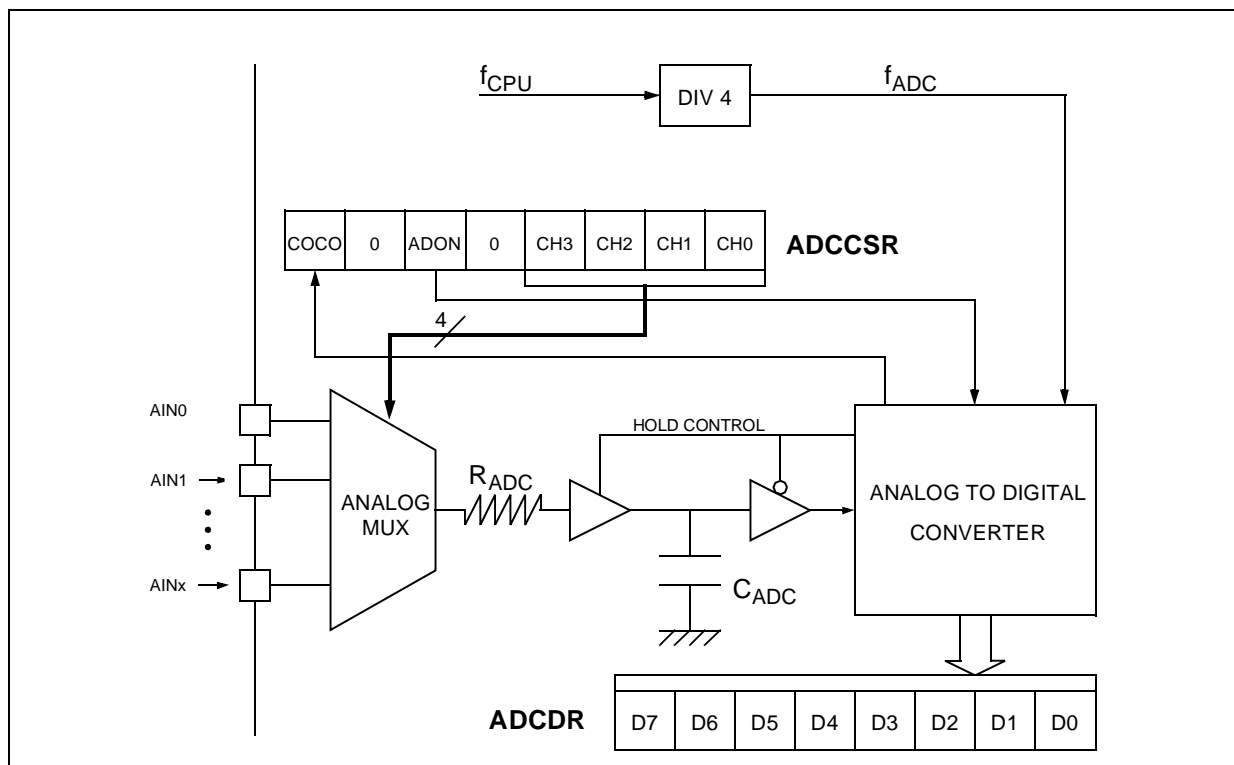 fCPU
DIV 4
fADC
COCO 0 ADON 0 CH3 CH2 CH1 CH0
ADCCSR
4
AIN0
AIN1
AINx
ANALOG
MUX
RADC
HOLD CONTROL
CADC
ANALOG TO DIGITAL
CONVERTER
ADCDR
D7 D6 D5 D4 D3 D2 D1 D0